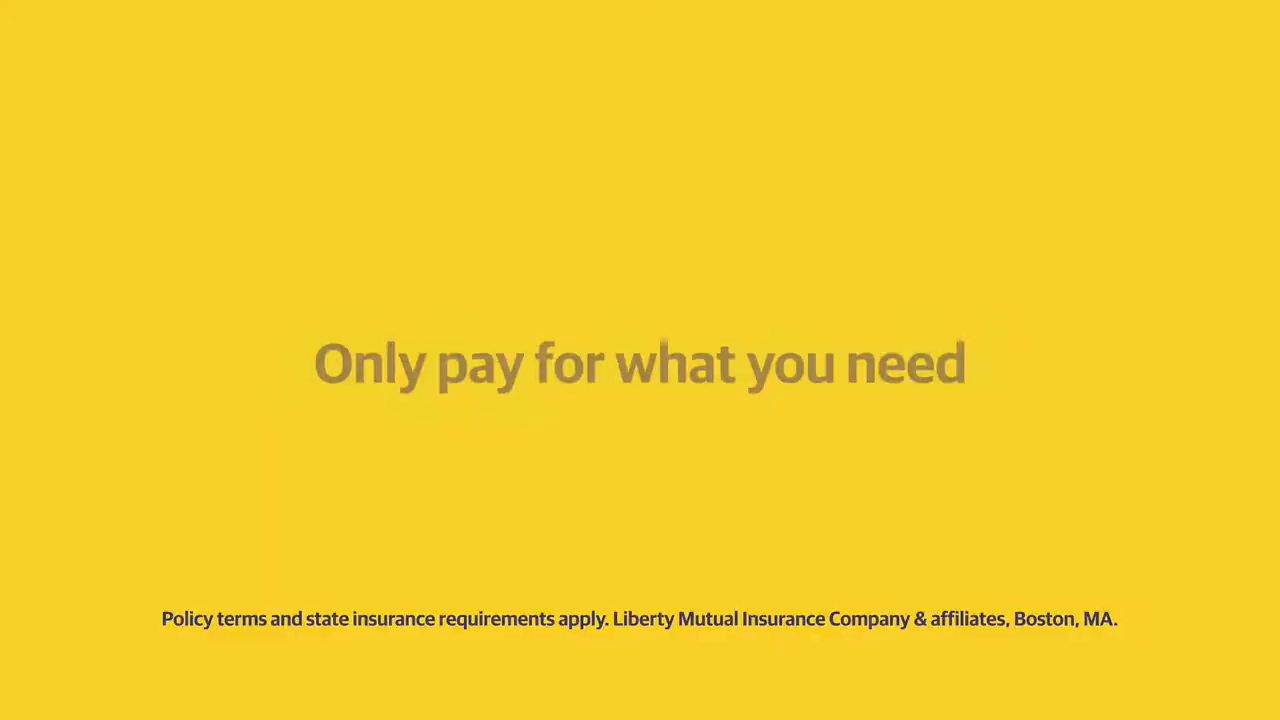 Only pay for what you need
Policy terms and state insurance requirements apply. Liberty Mutual Insurance Company & affiliates, Boston, MA.